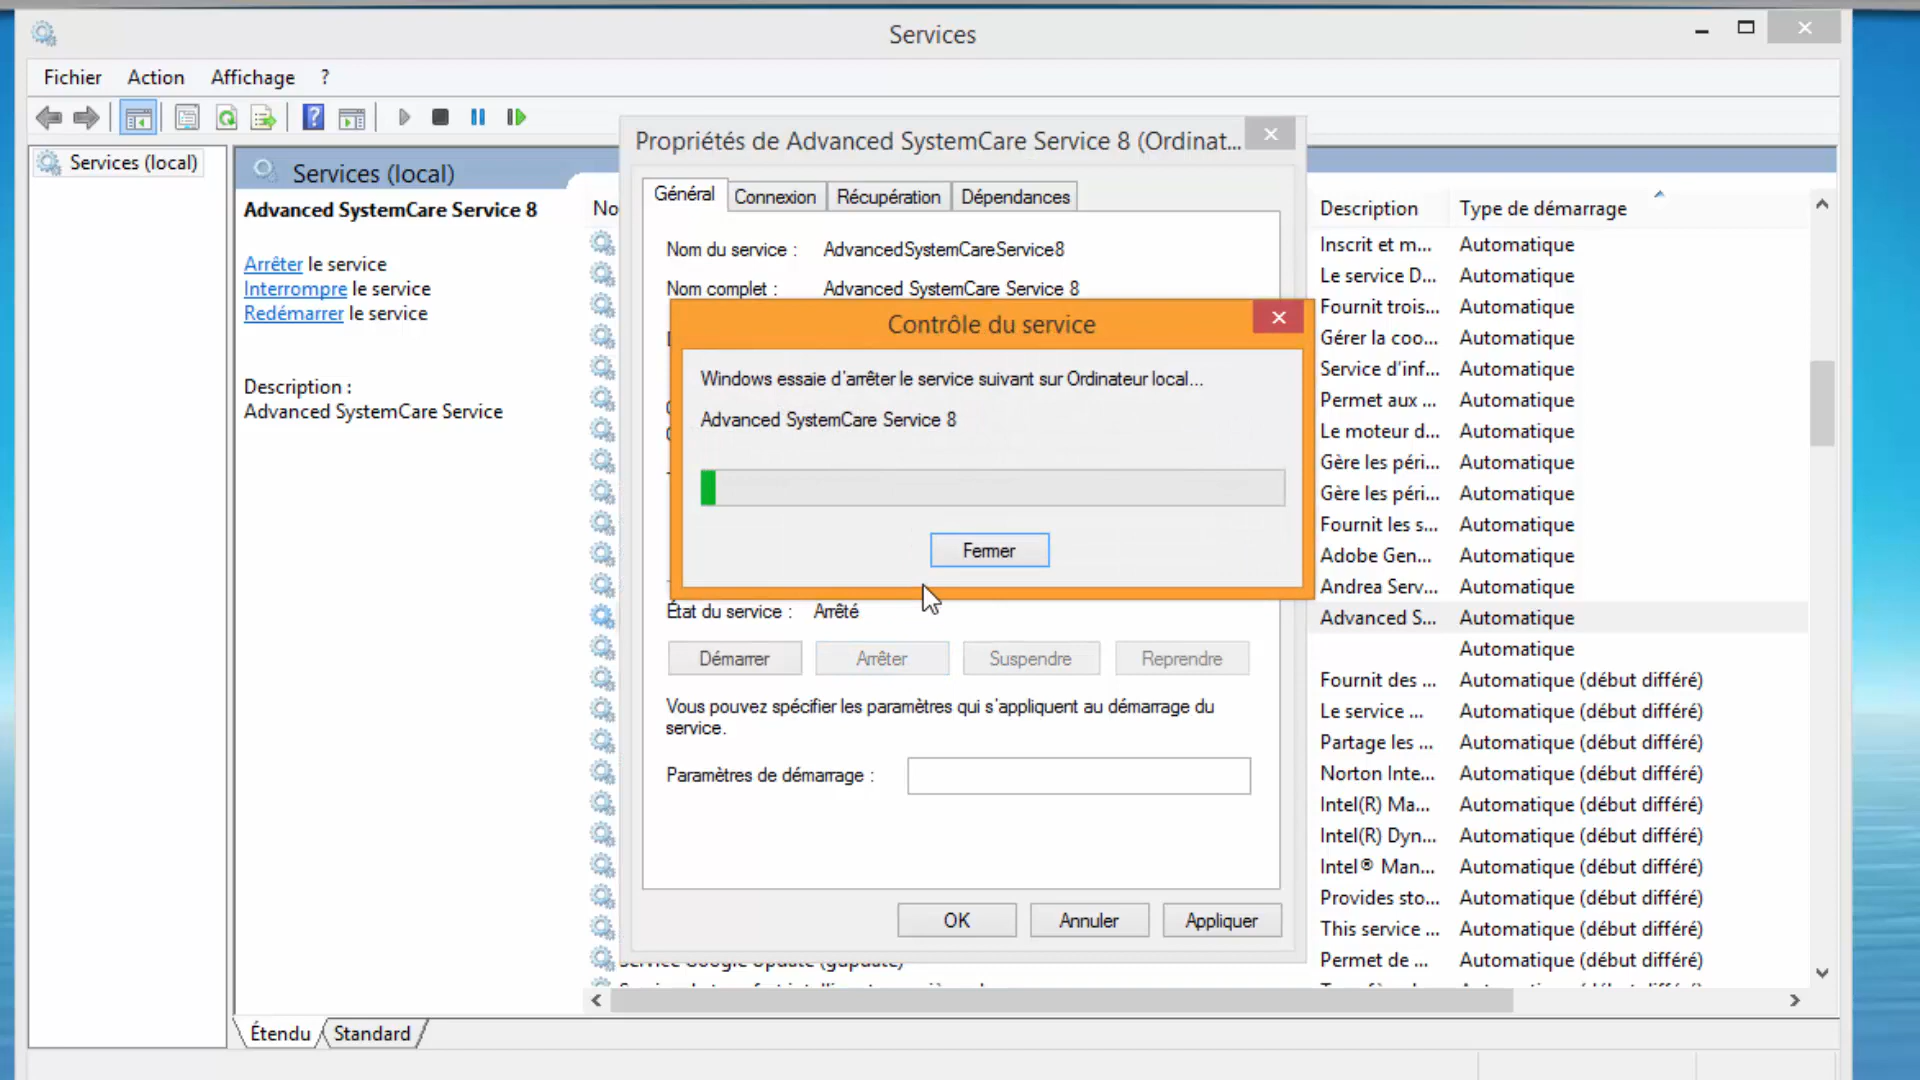 Services
Fichier Action Affichage ?
Services (local)
Services (local)
Advanced SystemCare Service 8
Arrêter le service
Interrompre le service
Redémarrer le service
Description :
Advanced SystemCare Service
Propriétés de Advanced SystemCare Service 8 (Ordinat...
Général Connexion Récupération Dépendances
Nom du service : AdvancedSystemCareService8
Nom complet : Advanced SystemCare Service 8
Contrôle du service
Windows essaie d'arrêter le service suivant sur Ordinateur local...
Advanced SystemCare Service 8
Fermer
État du service : Arrêté
Démarrer Arrêter Suspendre Reprendre
Vous pouvez spécifier les paramètres qui s'appliquent au démarrage du
service.
Paramètres de démarrage :
OK Annuler Appliquer
Description Type de démarrage
Inscrit et m... Automatique
Le service D... Automatique
Fournit trois... Automatique
Gérer la coo... Automatique
Service d'inf... Automatique
Permet aux ... Automatique
Le moteur d... Automatique
Gère les péri... Automatique
Gère les péri... Automatique
Fournit les s... Automatique
Adobe Gen... Automatique
Andrea Serv... Automatique
Advanced S... Automatique
Automatique
Fournit des ... Automatique (début différé)
Le service ... Automatique (début différé)
Partage les ... Automatique (début différé)
Norton Inte... Automatique (début différé)
Intel(R) Ma... Automatique (début différé)
Intel(R) Dyn... Automatique (début différé)
Intel® Man... Automatique (début différé)
Provides sto... Automatique (début différé)
This service ... Automatique (début différé)
Permet de ... Automatique (début différé)
Étendu Standard